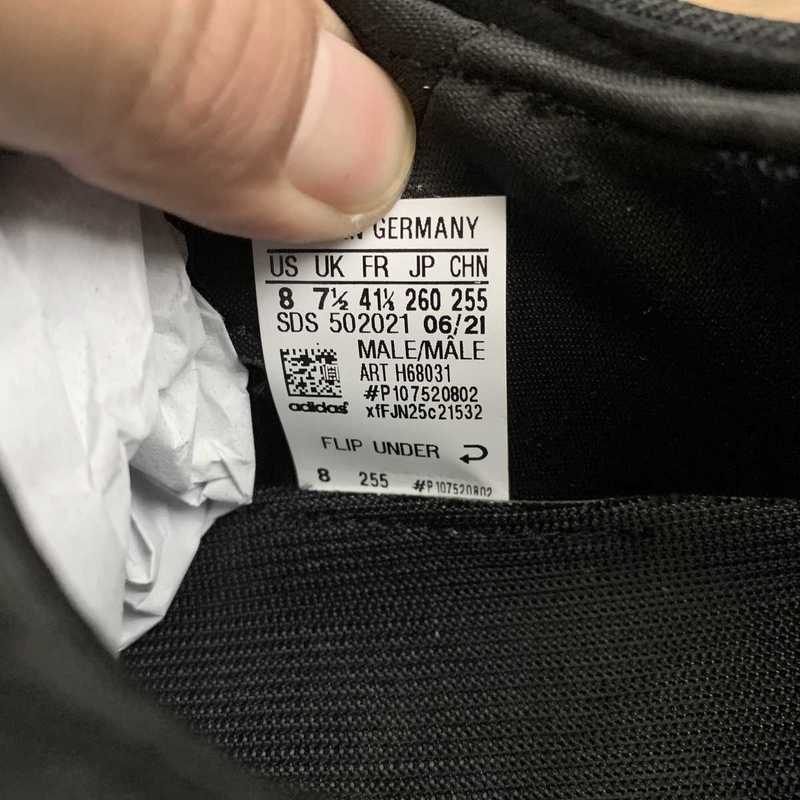 GERMANY
US UK FR JP CHN
8 7½ 41⅓ 260 255
SDS 502021 06/21
MALE/MÂLE
ART H68031
#P107520802
adidas xfFJN25c21532
FLIP UNDER
8 255 #P107520802